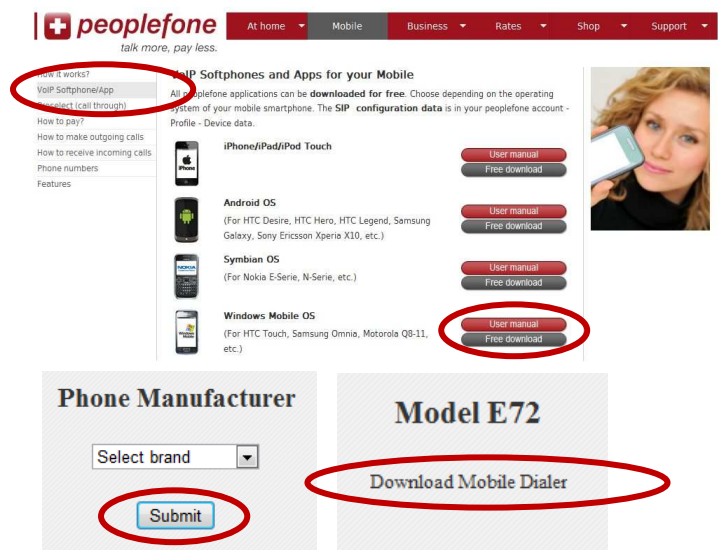 peoplefone
talk more, pay less.
At home Mobile Business Rates Shop Support
How it works?
VoIP Softphone/App
Preselect (call through)
How to pay?
How to make outgoing calls
How to receive incoming calls
Phone numbers
Features
VoIP Softphones and Apps for your Mobile
All peoplefone applications can be downloaded for free. Choose depending on the operating
system of your mobile smartphone. The SIP configuration data is in your peoplefone account -
Profile - Device data.
iPhone
iPhone/iPad/iPod Touch
User manual
Free download
Android OS
(For HTC Desire, HTC Hero, HTC Legend, Samsung
Galaxy, Sony Ericsson Xperia X10, etc.)
User manual
Free download
NOKIA
Symbian OS
(For Nokia E-Serie, N-Serie, etc.)
User manual
Free download
Windows Mobile OS
(For HTC Touch, Samsung Omnia, Motorola Q8-11,
etc.)
User manual
Free download
Phone Manufacturer
Select brand
Submit
Model E72
Download Mobile Dialer